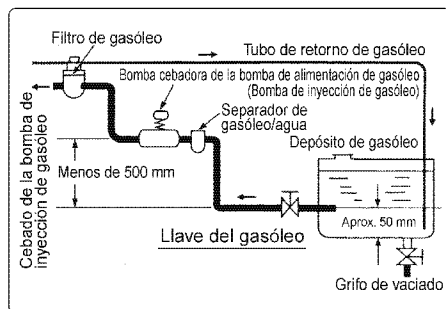 Filtro de gasóleo
Tubo de retorno de gasóleo
Bomba cebadora de la bomba de alimentación de gasóleo
(Bomba de inyección de gasóleo)
Separador de
gasóleo/agua
Depósito de gasóleo
Cebado de la bomba de
inyección de gasóleo
Menos de 500 mm
Aprox. 50 mm
Llave del gasóleo
Grifo de vaciado